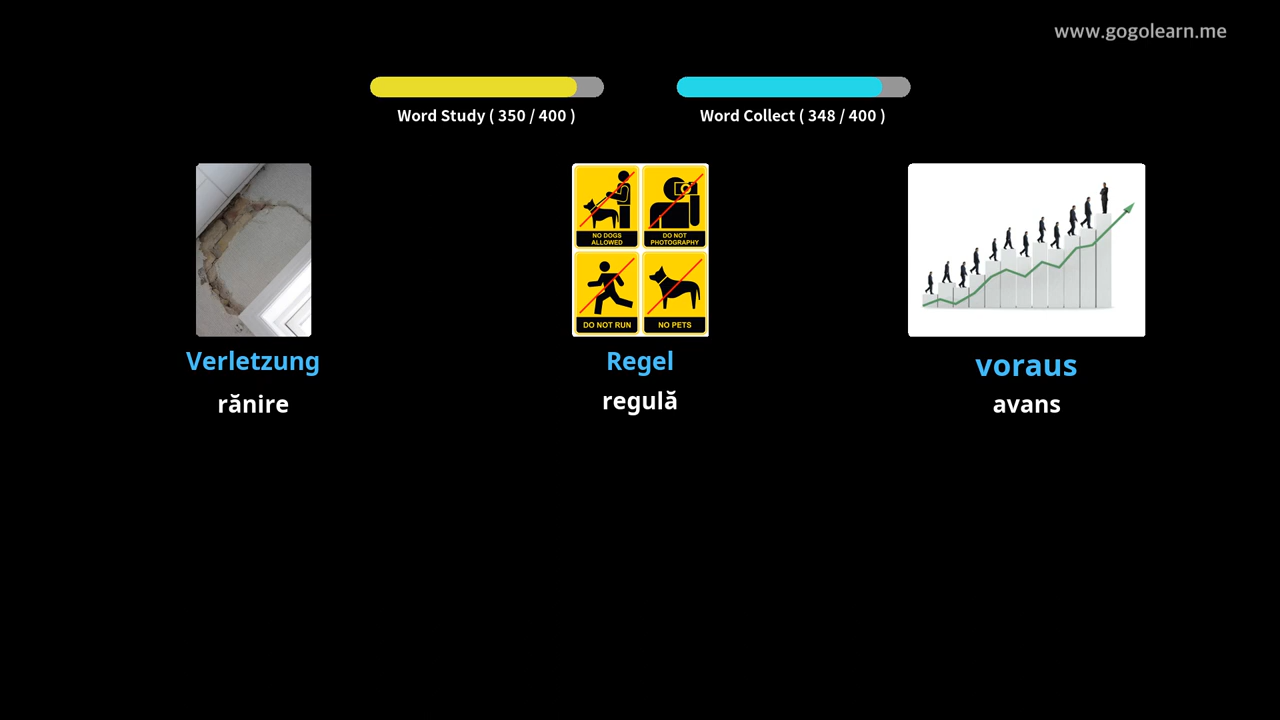 www.gogolearn.me
Word Study ( 350 / 400 )
Word Collect ( 348 / 400 )
NO DOGS
ALLOWED
DO NOT
PHOTOGRAPHY
DO NOT RUN
NO PETS
Verletzung
Regel
voraus
rănire
regulă
avans